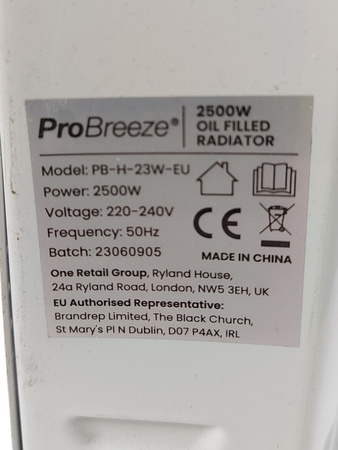 ProBreeze®
2500W
OIL FILLED
RADIATOR
Model: PB-H-23W-EU
Power: 2500W
Voltage: 220-240V
Frequency: 50Hz
Batch: 23060905
CE
MADE IN CHINA
One Retail Group, Ryland House,
24a Ryland Road, London, NW5 3EH, UK
EU Authorised Representative:
Brandrep Limited, The Black Church,
St Mary's Pl N Dublin, D07 P4AX, IRL